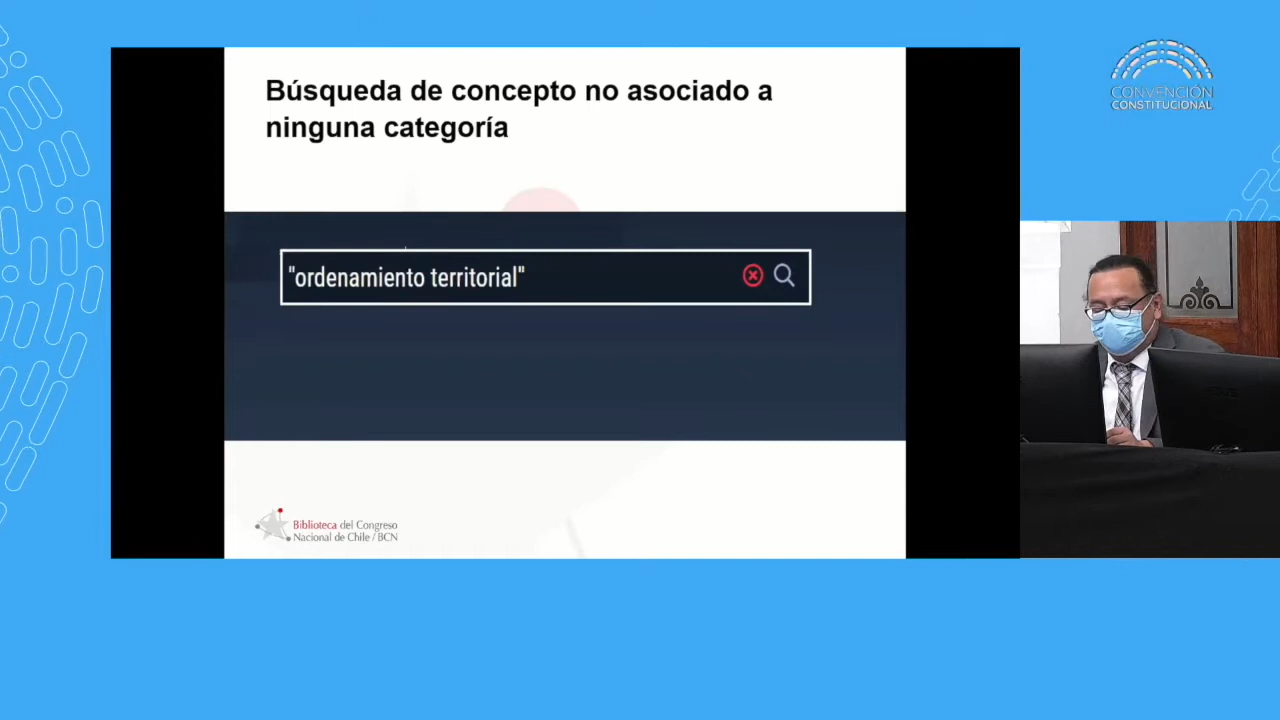 Búsqueda de concepto no asociado a
ninguna categoría
"ordenamiento territorial"
Biblioteca del Congreso
Nacional de Chile / BCN
CONVENCIÓN
CONSTITUCIONAL